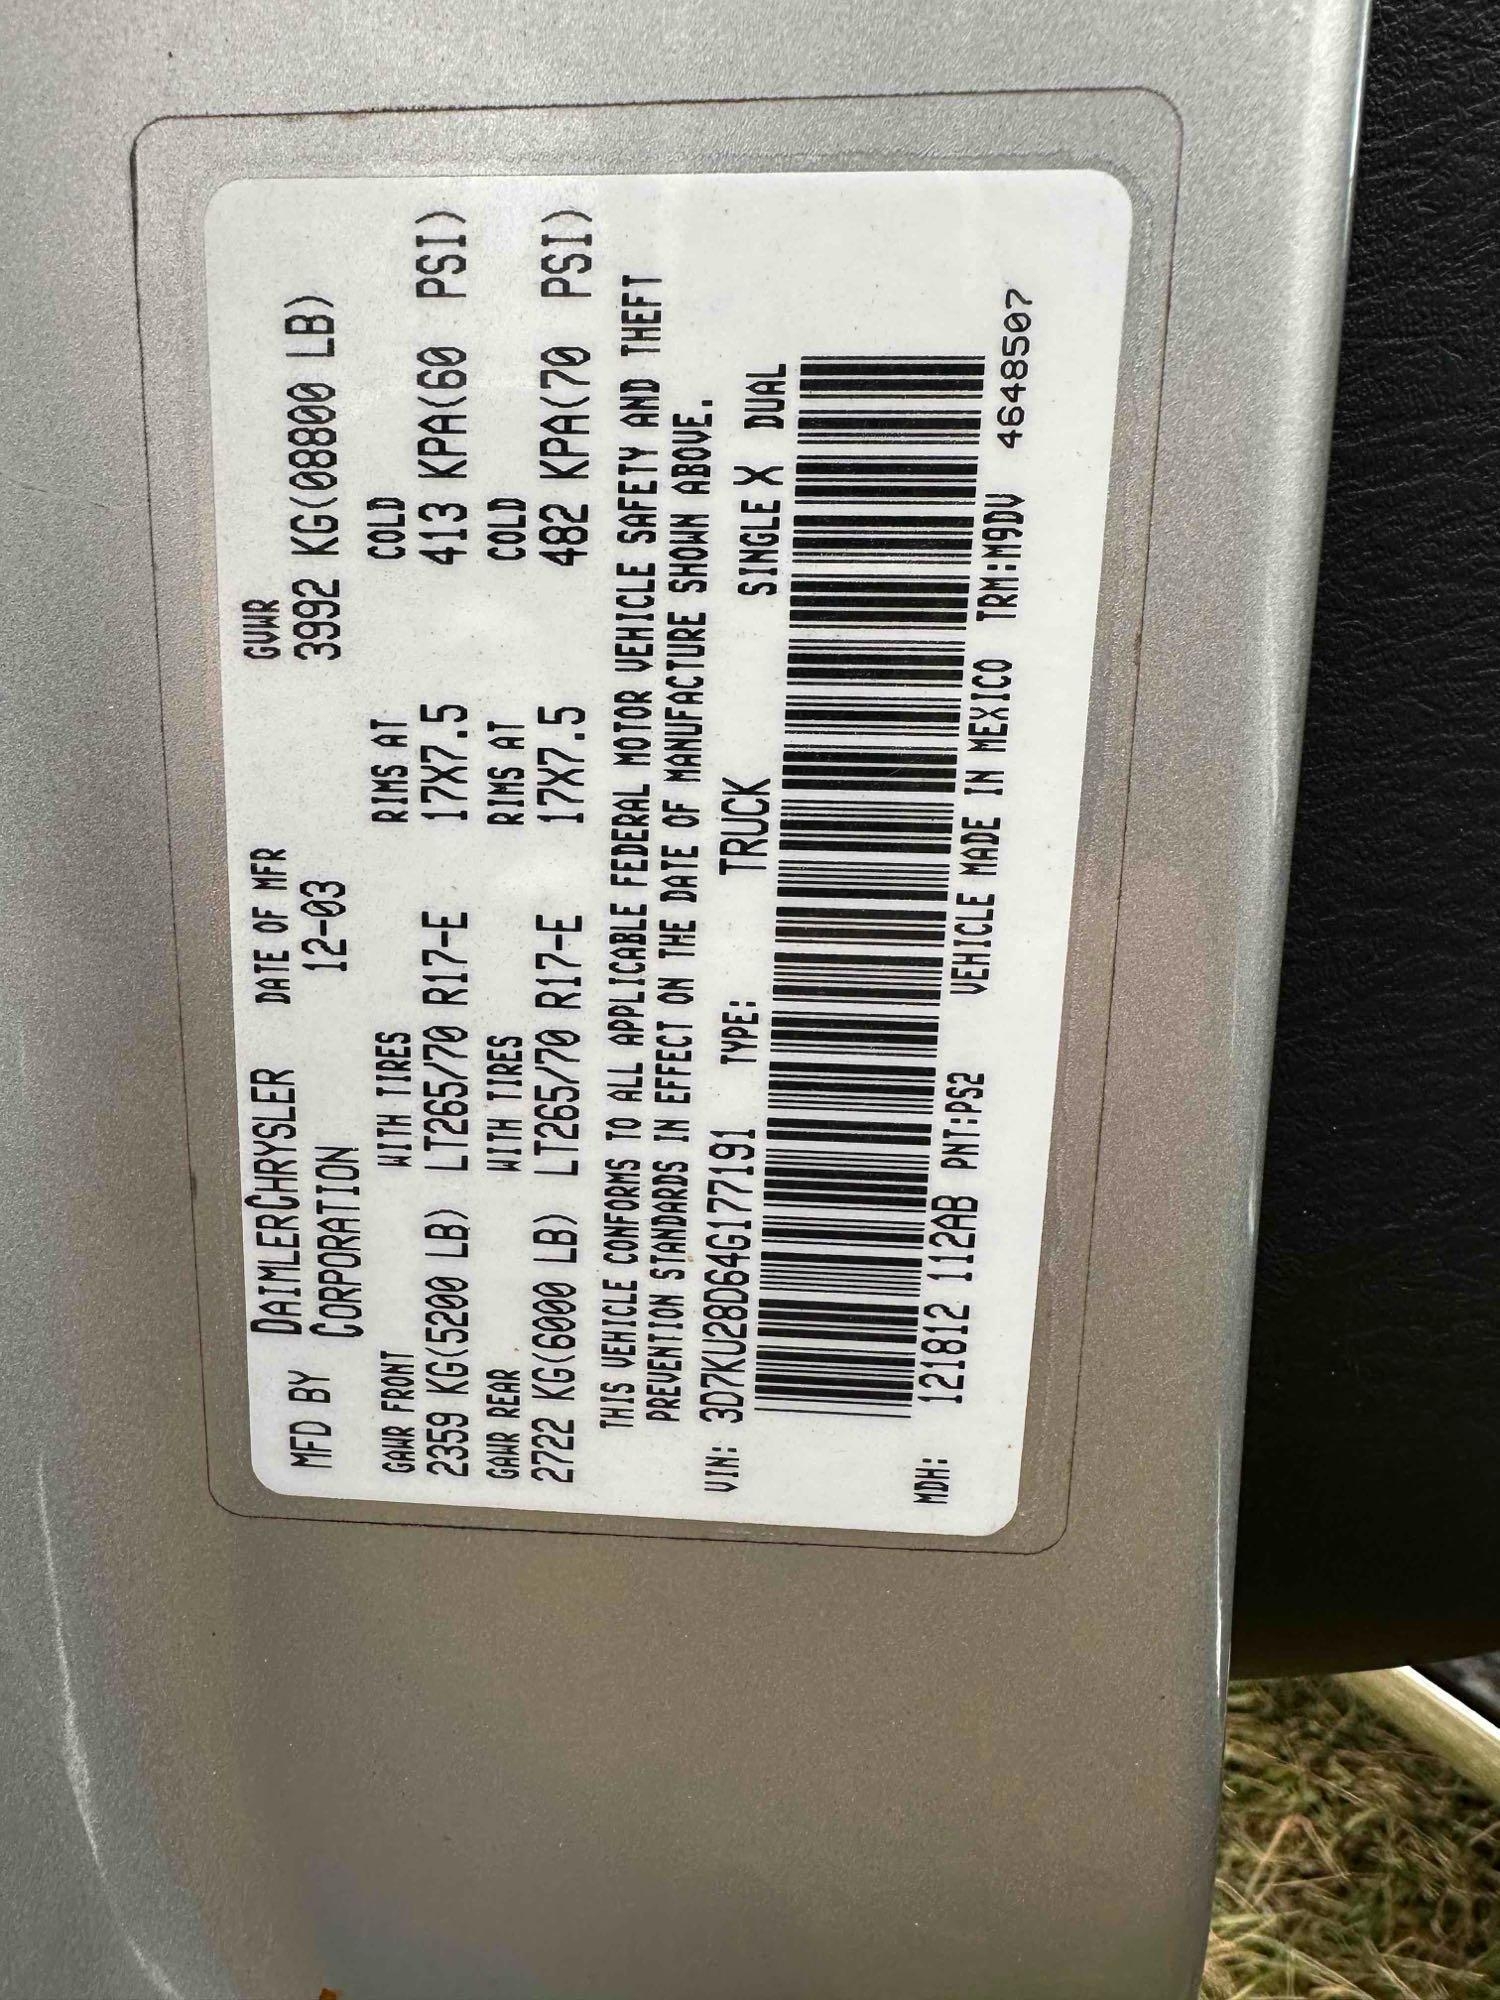 MFD BY DAIMLERCHRYSLER CORPORATION DATE OF MFR 12-03 GVWR 3992 KG(08800 LB)
GAWR FRONT WITH TIRES RIMS AT COLD
2359 KG(5200 LB) LT265/70 R17-E 17X7.5 413 KPA(60 PSI)
GAWR REAR WITH TIRES RIMS AT COLD
2722 KG(6000 LB) LT265/70 R17-E 17X7.5 482 KPA(70 PSI)
THIS VEHICLE CONFORMS TO ALL APPLICABLE FEDERAL MOTOR VEHICLE SAFETY AND THEFT
PREVENTION STANDARDS IN EFFECT ON THE DATE OF MANUFACTURE SHOWN ABOVE.
VIN: 3D7KU28D64G177191 TYPE: TRUCK SINGLE X DUAL
MDH: 121812 112AB PNT:PS2 VEHICLE MADE IN MEXICO TRM:M9DV 4648507